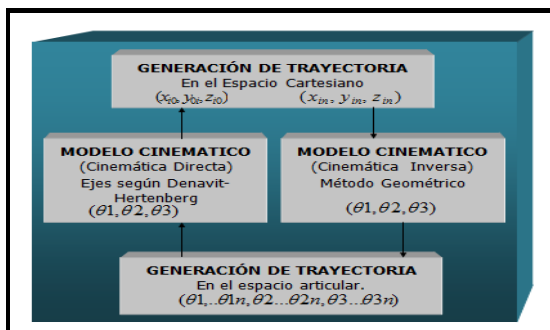 GENERACIÓN DE TRAYECTORIA
En el Espacio Cartesiano
(x_{i0}, y_{0i}, z_{i0}) (x_{in}, y_{in}, z_{in})
MODELO CINEMATICO
(Cinemática Directa)
Ejes según Denavit-
Hertenberg
(θ1,θ2,θ3)
MODELO CINEMATICO
(Cinemática Inversa)
Método Geométrico
(θ1,θ2,θ3)
GENERACIÓN DE TRAYECTORIA
En el espacio articular.
(θ1,..θ1n,θ2...θ2n,θ3...θ3n)